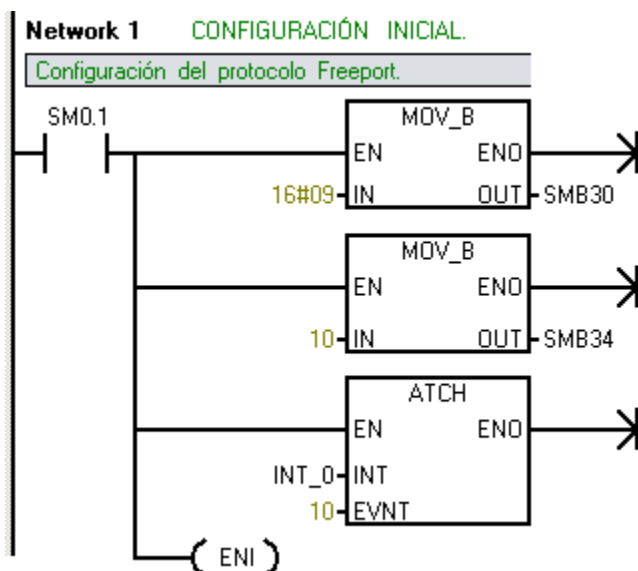 Network 1 CONFIGURACIÓN INICIAL.
Configuración del protocolo Freeport.
SM0.1
MOV_B
EN ENO
16#09 IN OUT SMB30
MOV_B
EN ENO
10 IN OUT SMB34
ATCH
EN ENO
INT_0 INT
10 EVNT
( ENI )